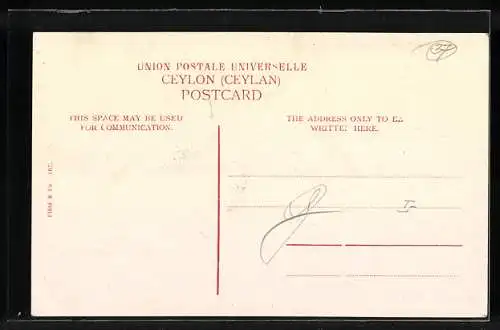 UNION POSTALE UNIVERSELLE
CEYLON (CEYLAN)
POSTCARD
THIS SPACE MAY BE USED
FOR COMMUNICATION.
THE ADDRESS ONLY TO BE
WRITTEN HERE.